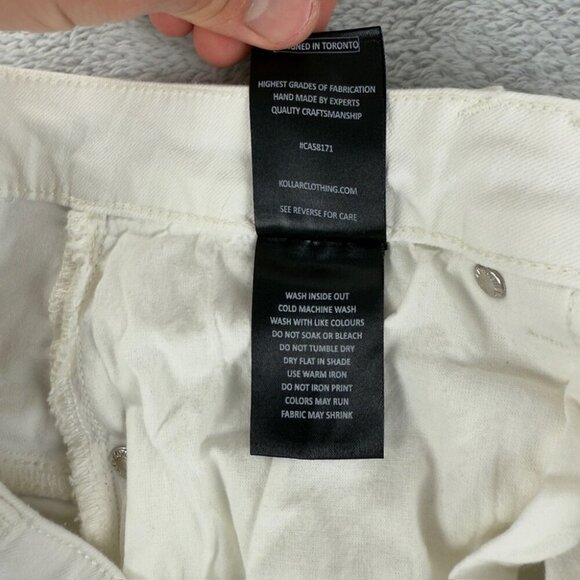 DESIGNED IN TORONTO
HIGHEST GRADES OF FABRICATION
HAND MADE BY EXPERTS
QUALITY CRAFTSMANSHIP
#CA58171
KOLLARCLOTHING.COM
SEE REVERSE FOR CARE
WASH INSIDE OUT
COLD MACHINE WASH
WASH WITH LIKE COLOURS
DO NOT SOAK OR BLEACH
DO NOT TUMBLE DRY
DRY FLAT IN SHADE
USE WARM IRON
DO NOT IRON PRINT
COLORS MAY RUN
FABRIC MAY SHRINK